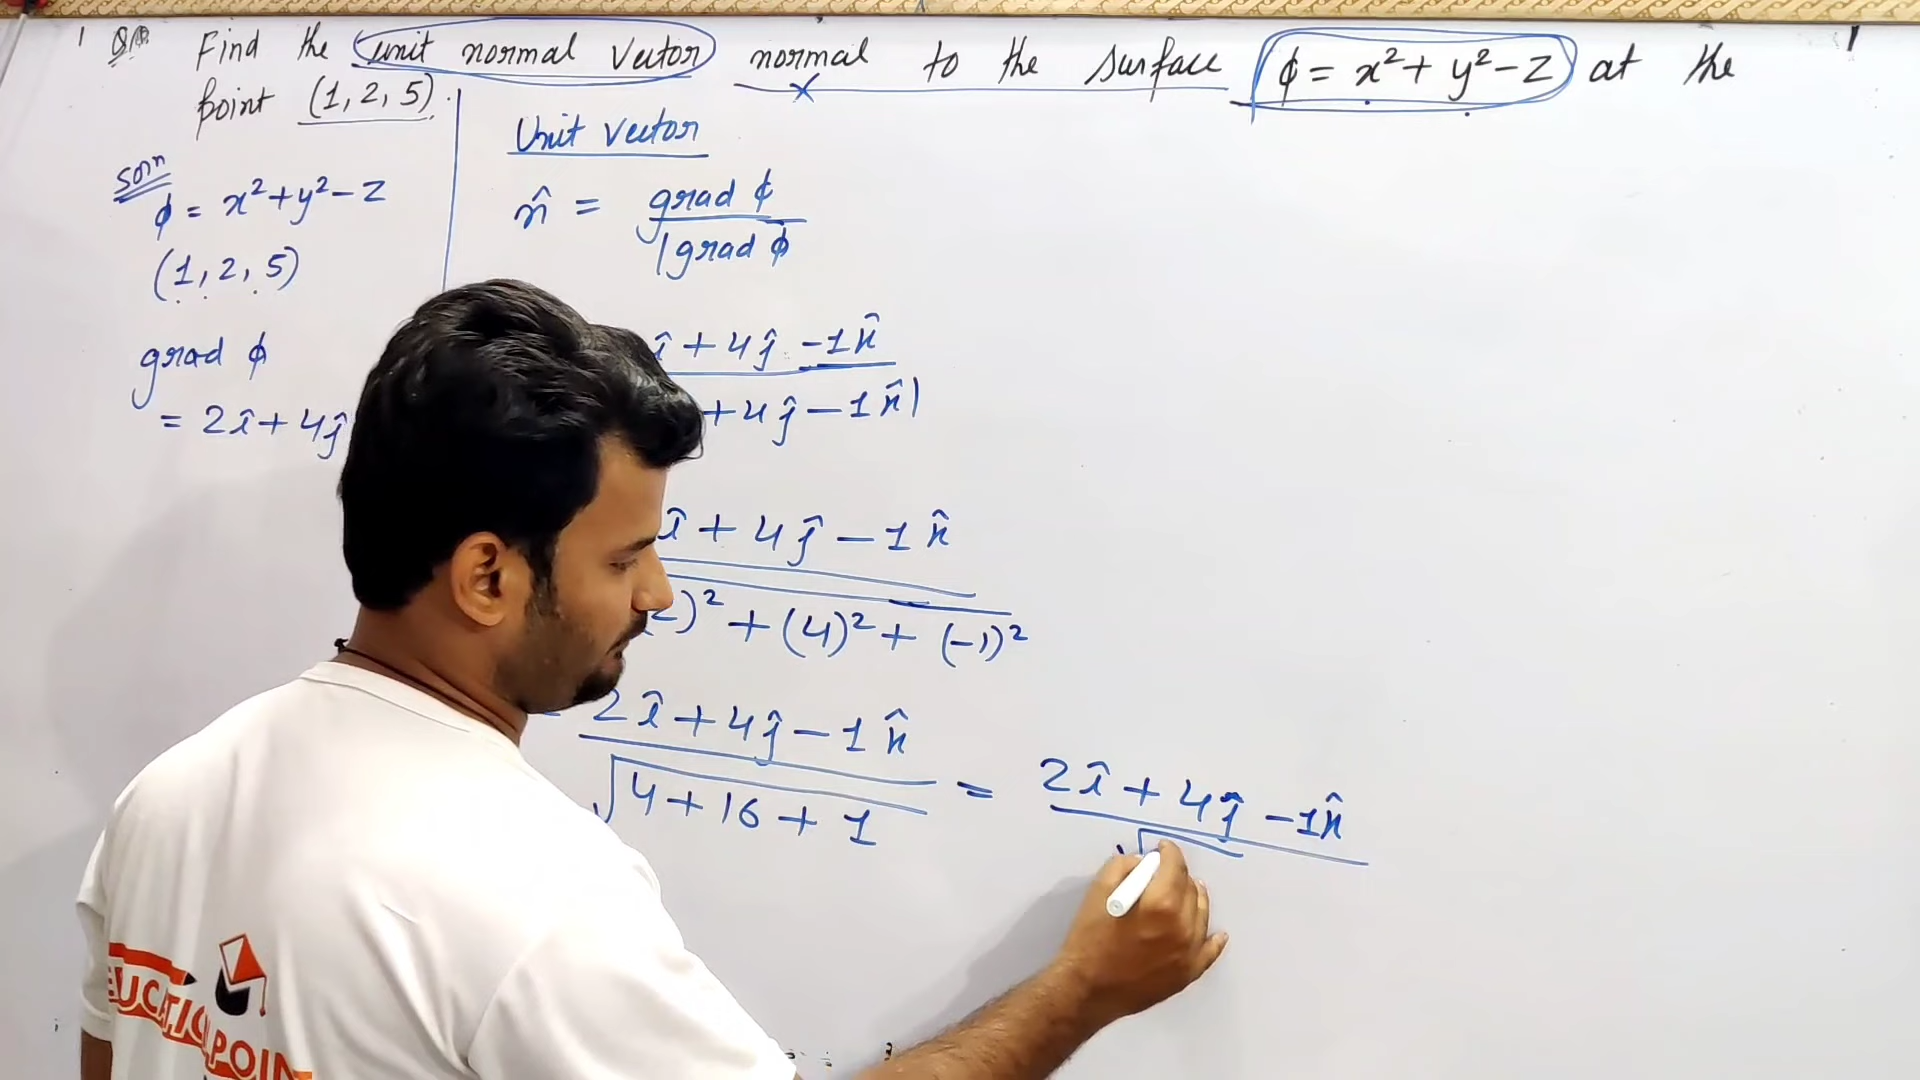 Find the unit normal vector normal to the surface ϕ = x² + y² - z at the
point (1, 2, 5).
Solⁿ
ϕ = x² + y² - z
(1, 2, 5)
grad ϕ
= 2î + 4ĵ
Unit vector
n̂ = grad ϕ
|grad ϕ
î + 4ĵ - 1k̂
+ 4ĵ - 1k̂|
î + 4ĵ - 1k̂
)² + (4)² + (-1)²
2î + 4ĵ - 1k̂
√4 + 16 + 1
= 2î + 4ĵ - 1k̂
√
EDUCATION POINT